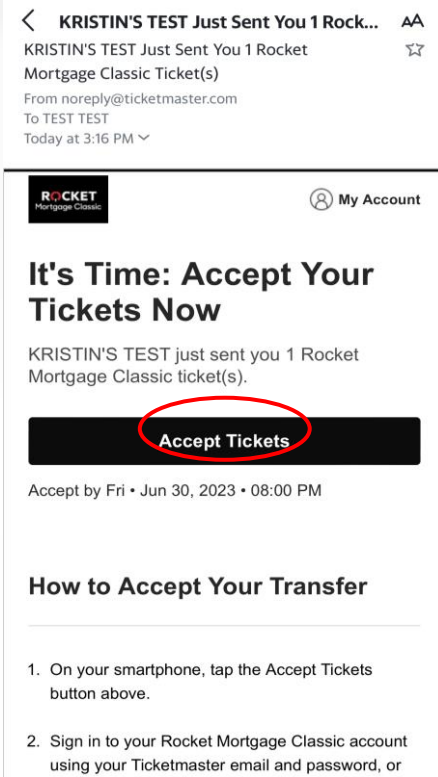 KRISTIN'S TEST Just Sent You 1 Rock... AA
KRISTIN'S TEST Just Sent You 1 Rocket
Mortgage Classic Ticket(s)
From noreply@ticketmaster.com
To TEST TEST
Today at 3:16 PM
ROCKET
Mortgage Classic
My Account
It's Time: Accept Your
Tickets Now
KRISTIN'S TEST just sent you 1 Rocket
Mortgage Classic ticket(s).
Accept Tickets
Accept by Fri • Jun 30, 2023 • 08:00 PM
How to Accept Your Transfer
1. On your smartphone, tap the Accept Tickets
button above.
2. Sign in to your Rocket Mortgage Classic account
using your Ticketmaster email and password, or